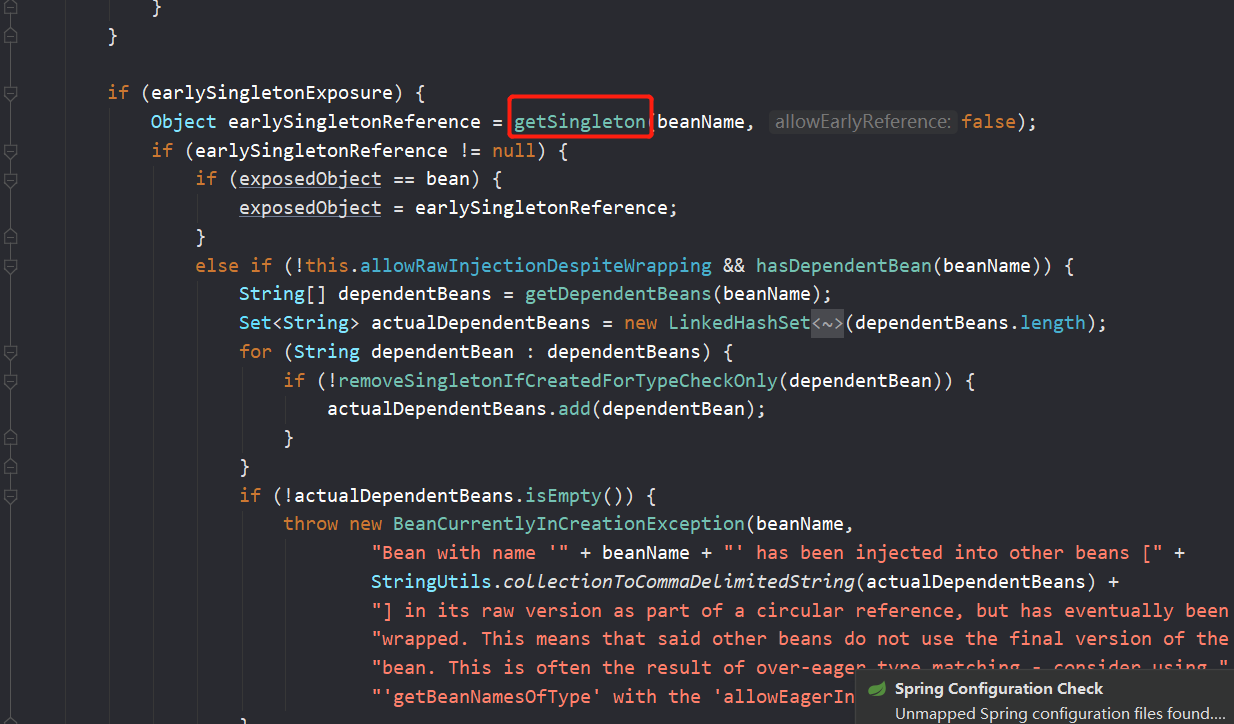 }
}
if (earlySingletonExposure) {
Object earlySingletonReference = getSingleton(beanName, allowEarlyReference: false);
if (earlySingletonReference != null) {
if (exposedObject == bean) {
exposedObject = earlySingletonReference;
}
else if (!this.allowRawInjectionDespiteWrapping && hasDependentBean(beanName)) {
String[] dependentBeans = getDependentBeans(beanName);
Set<String> actualDependentBeans = new LinkedHashSet<~>(dependentBeans.length);
for (String dependentBean : dependentBeans) {
if (!removeSingletonIfCreatedForTypeCheckOnly(dependentBean)) {
actualDependentBeans.add(dependentBean);
}
}
if (!actualDependentBeans.isEmpty()) {
throw new BeanCurrentlyInCreationException(beanName,
"Bean with name '" + beanName + "' has been injected into other beans [" +
StringUtils.collectionToCommaDelimitedString(actualDependentBeans) +
"] in its raw version as part of a circular reference, but has eventually been
"wrapped. This means that said other beans do not use the final version of the
"bean. This is often the result of over-eager type matching - consider using "
"'getBeanNamesOfType' with the 'allowEagerIn
Spring Configuration Check
Unmapped Spring configuration files found....